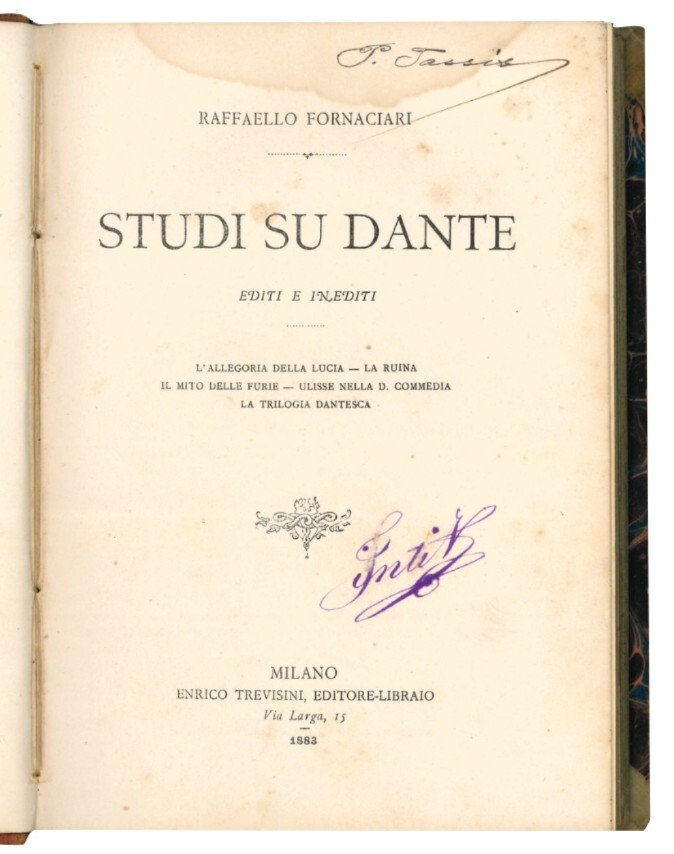 P. Tassis
RAFFAELLO FORNACIARI
STUDI SU DANTE
EDITI E INEDITI
L'ALLEGORIA DELLA LUCIA — LA RUINA
IL MITO DELLE FURIE — ULISSE NELLA D. COMMEDIA
LA TRILOGIA DANTESCA
MILANO
ENRICO TREVISINI, EDITORE-LIBRAIO
Via Larga, 15
1883